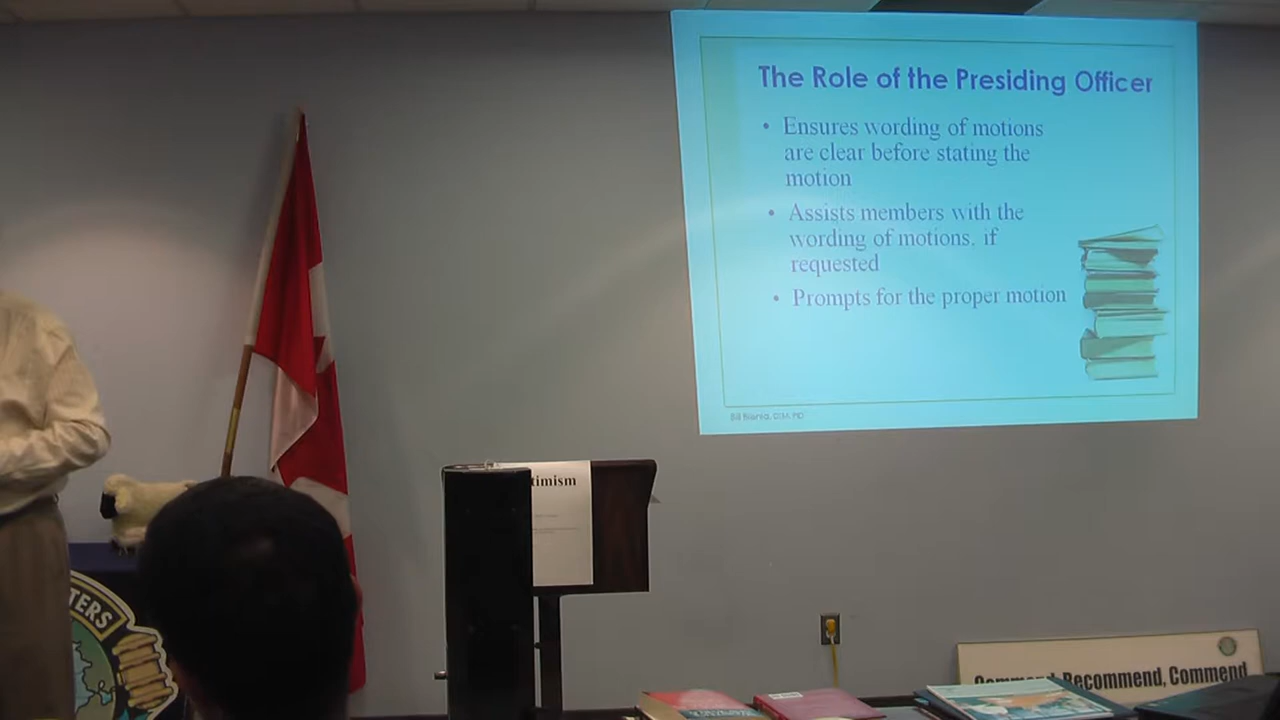 The Role of the Presiding Officer
• Ensures wording of motions
are clear before stating the
motion
• Assists members with the
wording of motions, if
requested
• Prompts for the proper motion
timism
TERS
Recommend, Commend